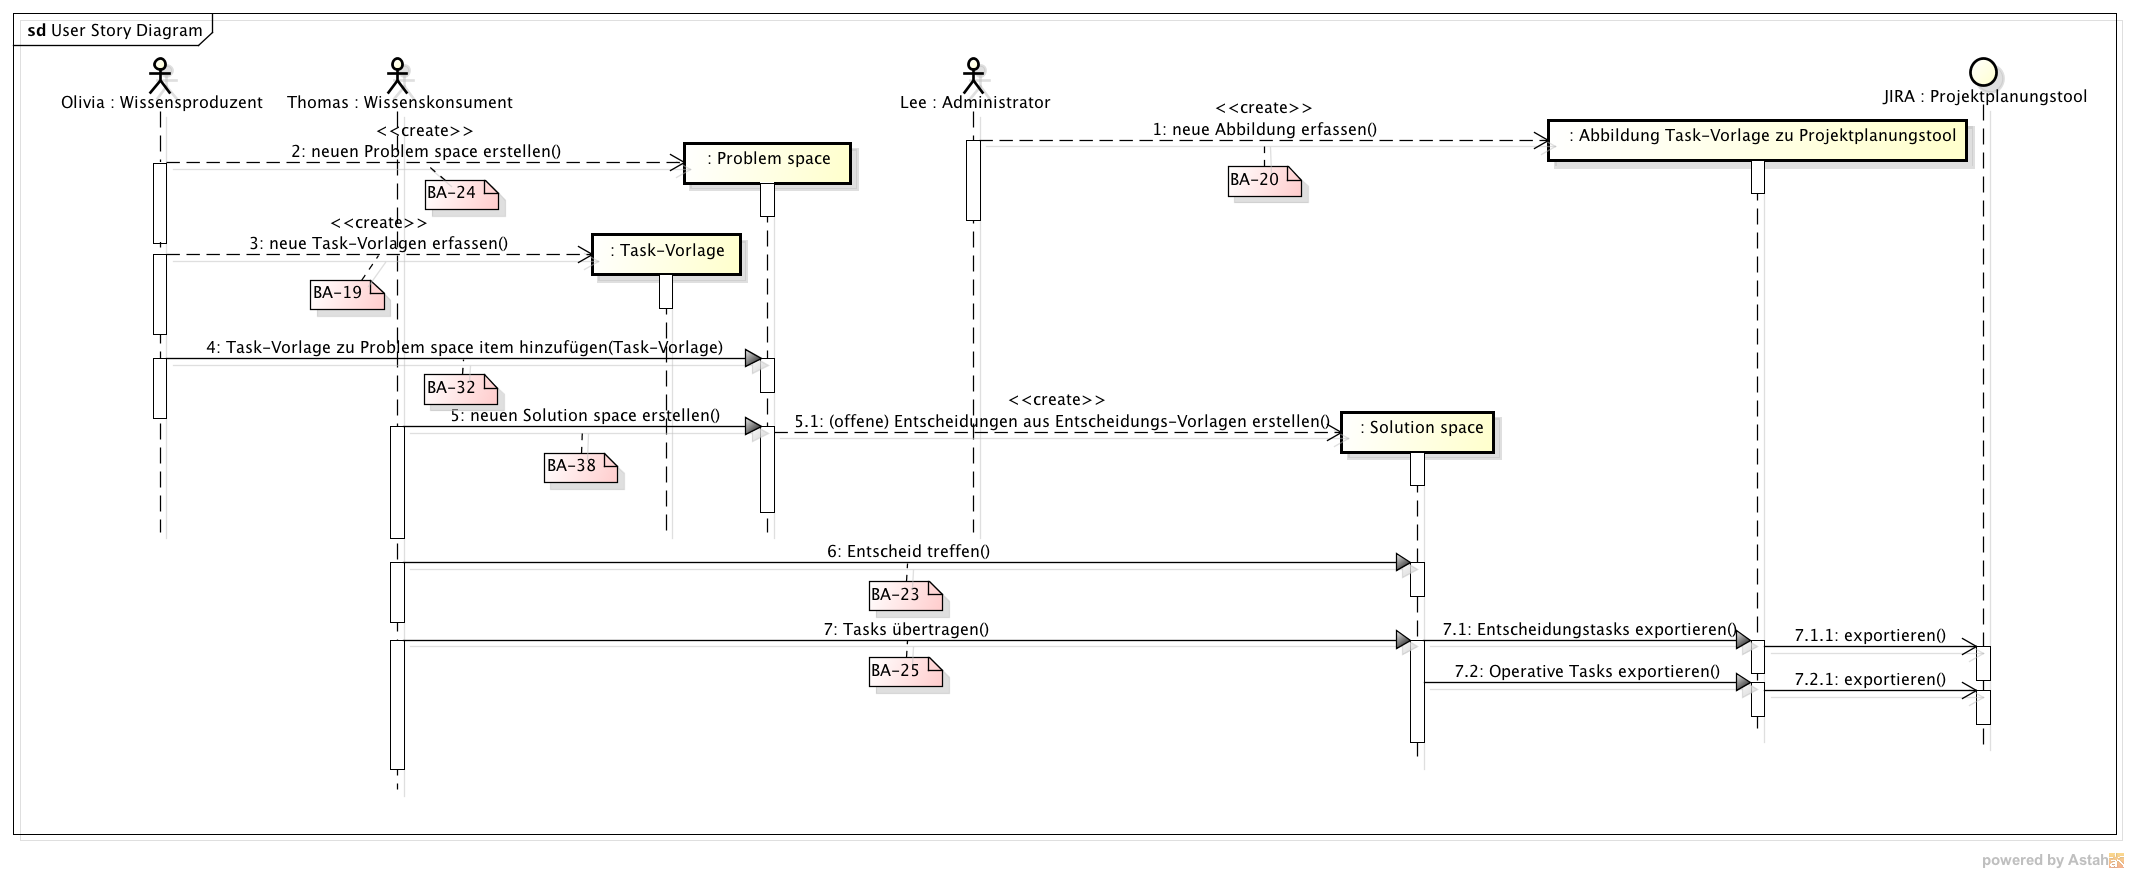 sd User Story Diagram
Olivia : Wissensproduzent
Thomas : Wissenskonsument
Lee : Administrator
JIRA : Projektplanungstool
<<create>>
1: neue Abbildung erfassen()
: Abbildung Task-Vorlage zu Projektplanungstool
BA-20
<<create>>
2: neuen Problem space erstellen()
: Problem space
BA-24
<<create>>
3: neue Task-Vorlagen erfassen()
: Task-Vorlage
BA-19
4: Task-Vorlage zu Problem space item hinzufügen(Task-Vorlage)
BA-32
5: neuen Solution space erstellen()
<<create>>
5.1: (offene) Entscheidungen aus Entscheidungs-Vorlagen erstellen()
: Solution space
BA-38
6: Entscheid treffen()
BA-23
7: Tasks übertragen()
7.1: Entscheidungstasks exportieren()
7.1.1: exportieren()
BA-25
7.2: Operative Tasks exportieren()
7.2.1: exportieren()
powered by Astah